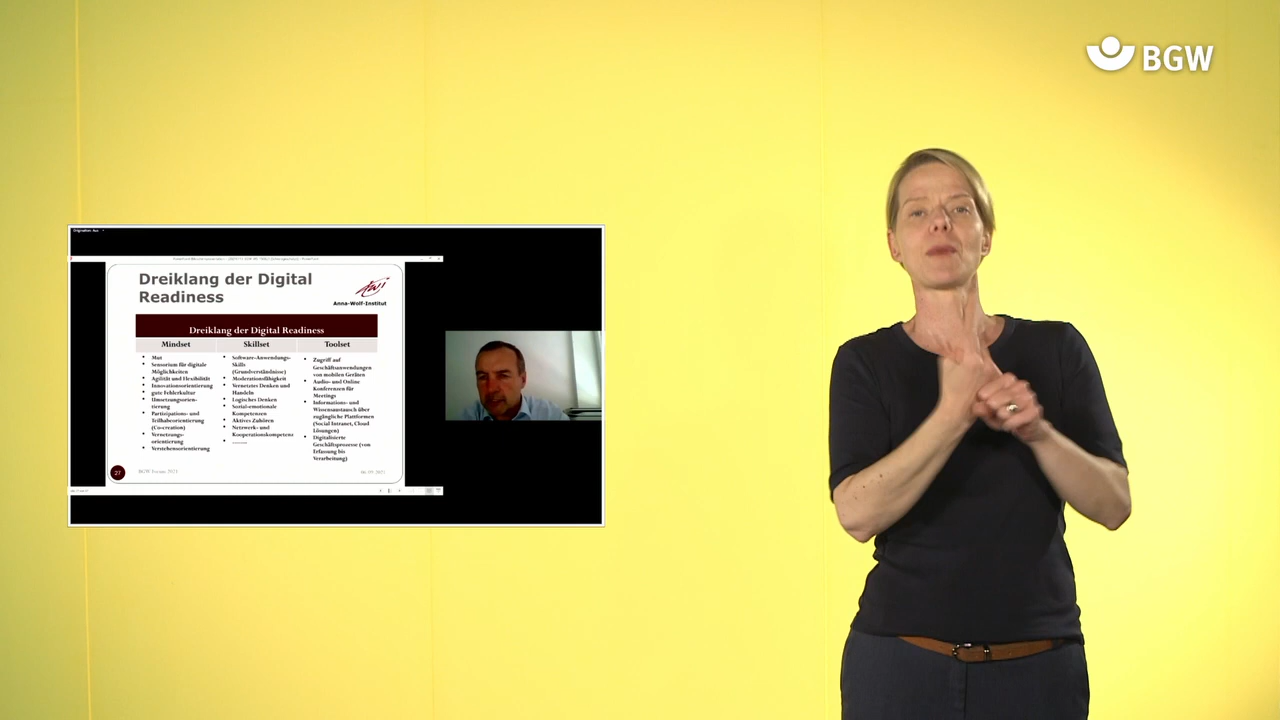 BGW
Dreiklang der Digital
Readiness
Anna-Wolf-Institut
Dreiklang der Digital Readiness
Mindset
Skillset
Toolset
• Mut
• Sensorium für digitale
Möglichkeiten
• Agilität und Flexibilität
• Innovationsorientierung
• gute Fehlerkultur
• Umsetzungsorien-
tierung
• Partizipations- und
Teilhabeorientierung
(Co-creation)
• Vernetzungs-
orientierung
• Verstehensorientierung
• Software-Anwendungs-
Skills
(Grundverständnisse)
• Moderationsfähigkeit
• Vernetztes Denken und
Handeln
• Logisches Denken
• Sozial-emotionale
Kompetenzen
• Aktives Zuhören
• Netzwerk- und
Kooperationskompetenz
• ........
• Zugriff auf
Geschäftsanwendungen
von mobilen Geräten
• Audio- und Online
Konferenzen für
Meetings
• Informations- und
Wissensaustausch über
zugängliche Plattformen
(Social Intranet, Cloud
Lösungen)
• Digitalisierte
Geschäftsprozesse (von
Erfassung bis
Verarbeitung)
27
BGW Forum 2021